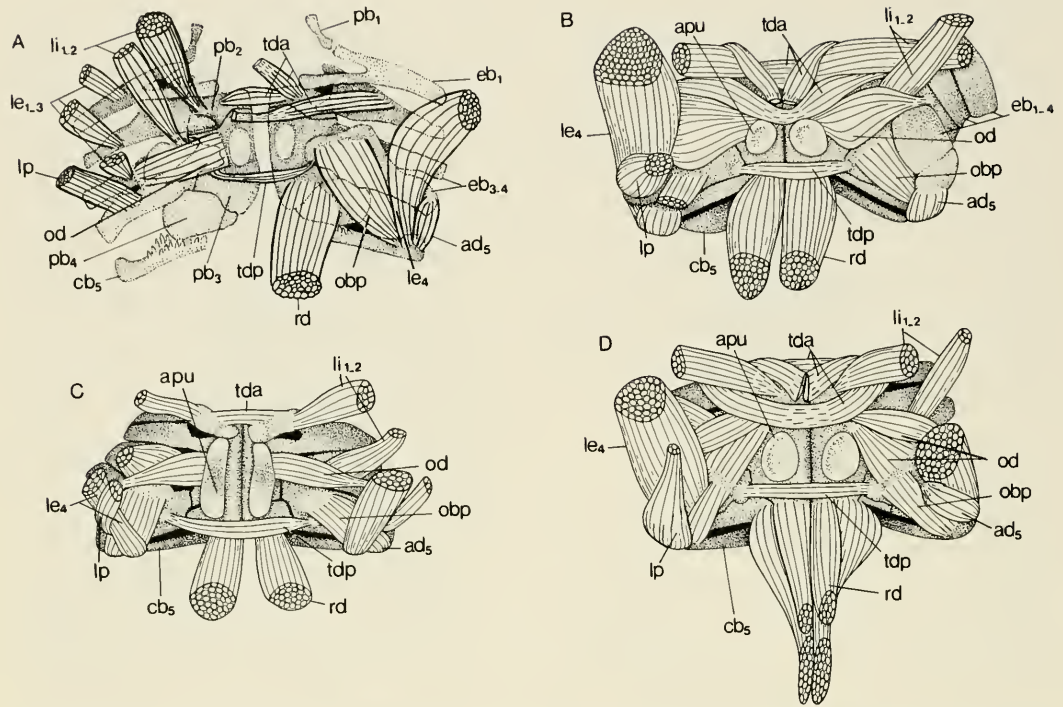 A
li₁₋₂
pb₂
tda
pb₁
eb₁
le₁₋₃
lp
eb₃.₄
od
pb₄
cb₅
pb₃
tdp
rd
obp
le₄
ad₅
B
apu
tda
li₁₋₂
le₄
eb₁₋₄
od
obp
ad₅
lp
cb₅
tdp
rd
C
apu
tda
li₁₋₂
od
le₄
obp
lp
ad₅
cb₅
tdp
rd
D
apu
tda
li₁₋₂
le₄
od
obp
ad₅
lp
tdp
rd
cb₅